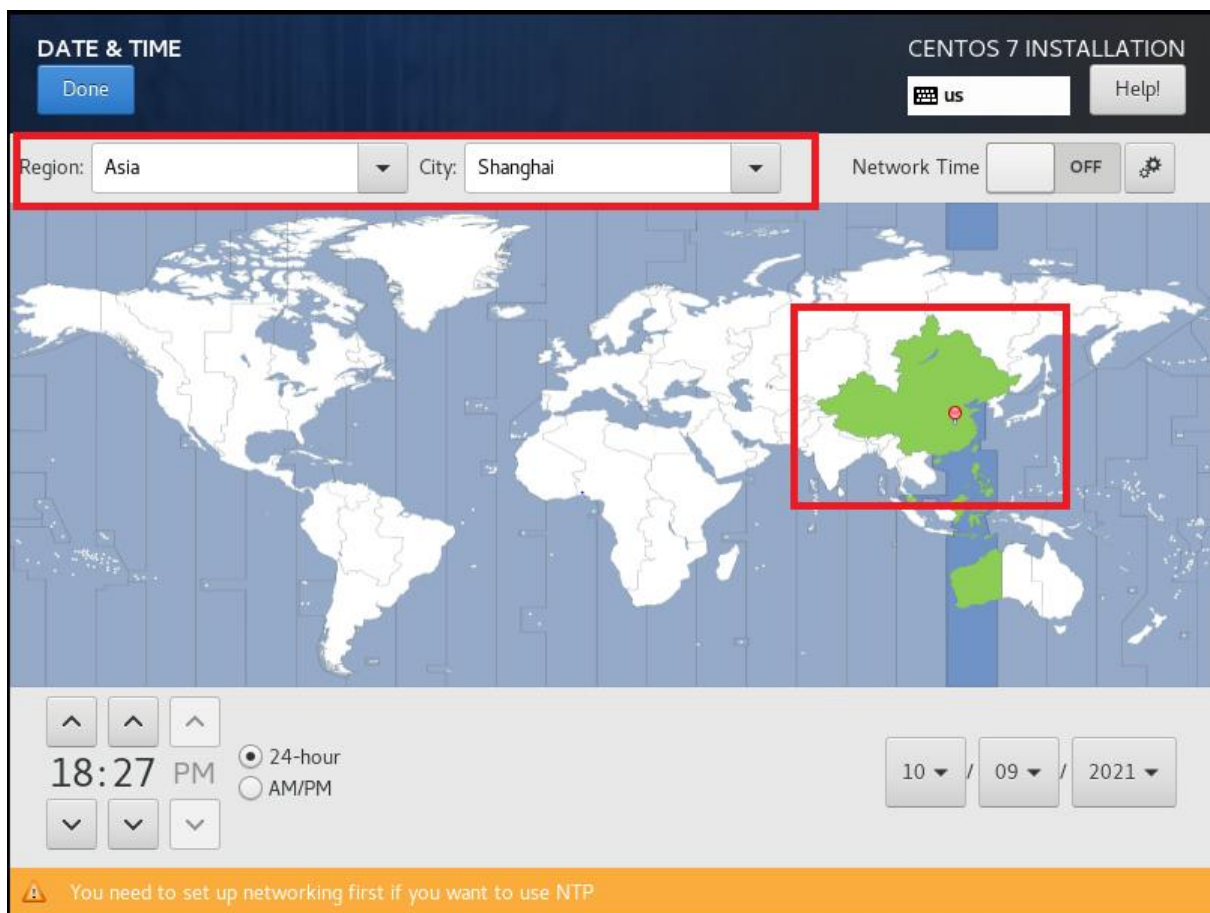 DATE & TIME
CENTOS 7 INSTALLATION
Done
us
Help!
Region: Asia City: Shanghai Network Time OFF
18:27 PM
24-hour
AM/PM
10 / 09 / 2021
You need to set up networking first if you want to use NTP